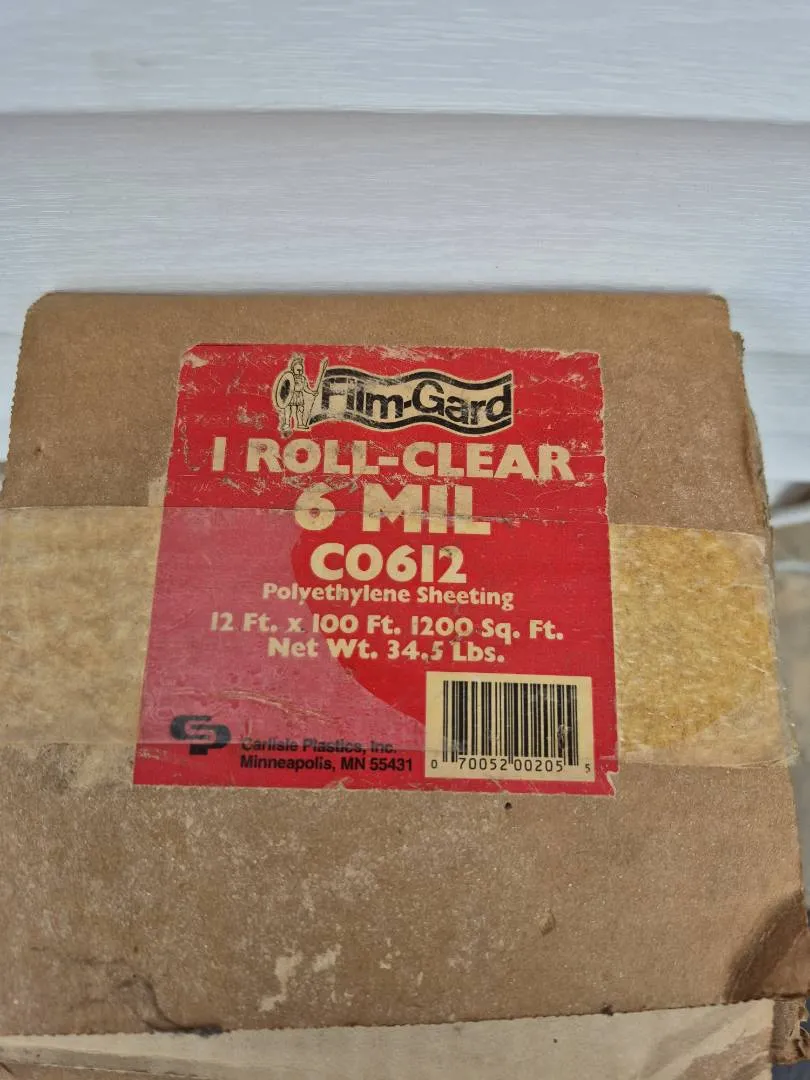 Film-Gard
1 ROLL-CLEAR
6 MIL
CO612
Polyethylene Sheeting
12 Ft. x 100 Ft. 1200 Sq. Ft.
Net Wt. 34.5 Lbs.
CP
Carlisle Plastics, Inc.
Minneapolis, MN 55431
0 70052 00205 5